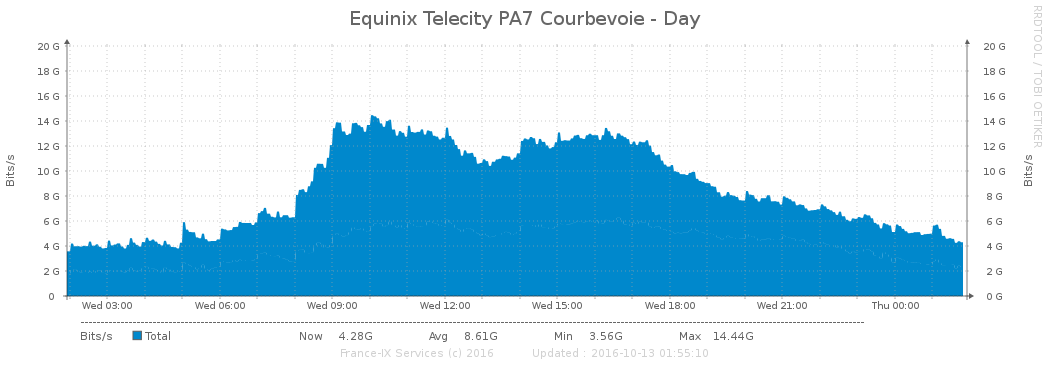 Equinix Telecity PA7 Courbevoie - Day
RRDTOOL / TOBI OETIKER
Bits/s
20 G 20 G
18 G 18 G
16 G 16 G
14 G 14 G
12 G 12 G
10 G 10 G
8 G 8 G
6 G 6 G
4 G 4 G
2 G 2 G
0 0 G
Bits/s
Wed 03:00 Wed 06:00 Wed 09:00 Wed 12:00 Wed 15:00 Wed 18:00 Wed 21:00 Thu 00:00
Bits/s Total Now 4.28G Avg 8.61G Min 3.56G Max 14.44G
France-IX Services (c) 2016 Updated : 2016-10-13 01:55:10